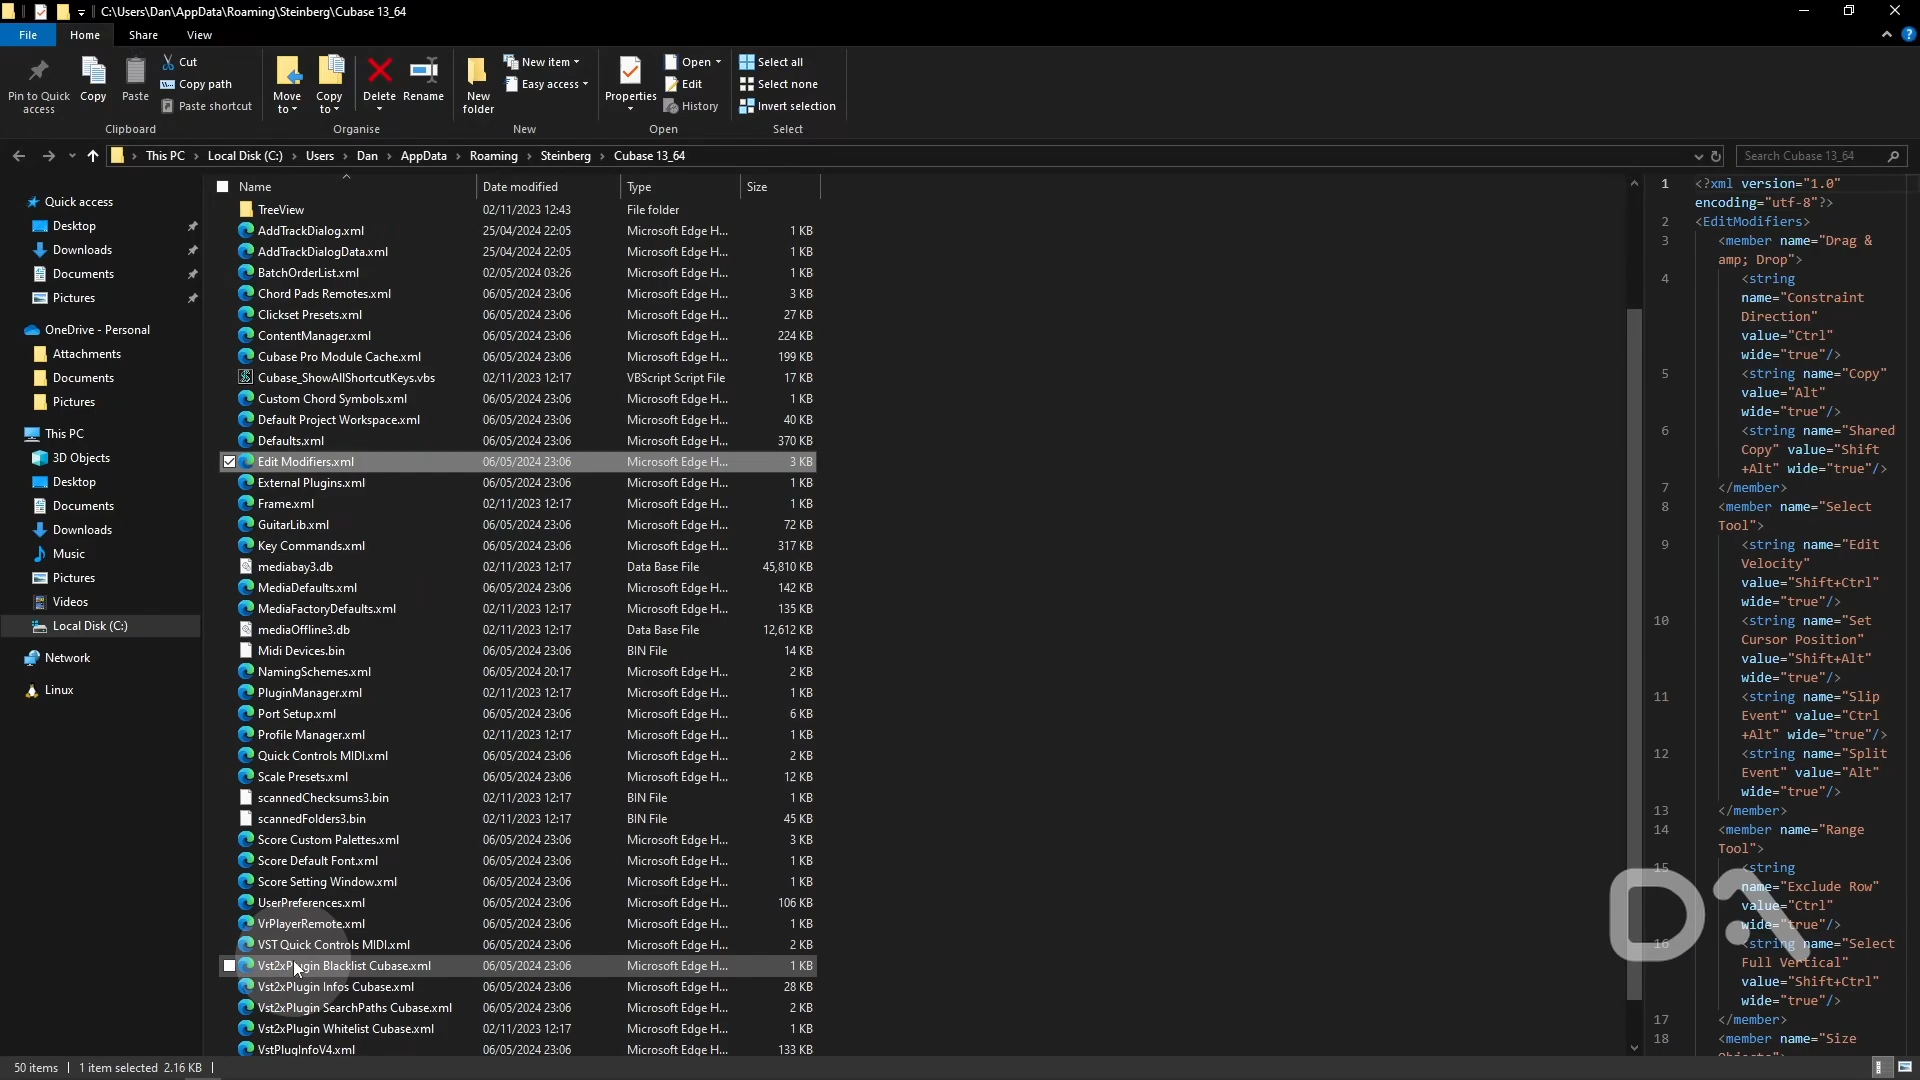 C:\Users\Dan\AppData\Roaming\Steinberg\Cubase 13_64
File
Home
Share
View
Pin to Quick access
Copy
Paste
Cut
Copy path
Paste shortcut
Clipboard
Move to
Copy to
Delete
Rename
Organise
New folder
New item
Easy access
New
Properties
Open
Edit
History
Open
Select all
Select none
Invert selection
Select
This PC
Local Disk (C:)
Users
Dan
AppData
Roaming
Steinberg
Cubase 13_64
Search Cubase 13_64
Quick access
Desktop
Downloads
Documents
Pictures
OneDrive - Personal
Attachments
Documents
Pictures
This PC
3D Objects
Desktop
Documents
Downloads
Music
Pictures
Videos
Local Disk (C:)
Network
Linux
Name Date modified Type Size
TreeView 02/11/2023 12:43 File folder
AddTrackDialog.xml 25/04/2024 22:05 Microsoft Edge H... 1 KB
AddTrackDialogData.xml 25/04/2024 22:05 Microsoft Edge H... 1 KB
BatchOrderList.xml 02/05/2024 03:26 Microsoft Edge H... 1 KB
Chord Pads Remotes.xml 06/05/2024 23:06 Microsoft Edge H... 3 KB
Clickset Presets.xml 06/05/2024 23:06 Microsoft Edge H... 27 KB
ContentManager.xml 06/05/2024 23:06 Microsoft Edge H... 224 KB
Cubase Pro Module Cache.xml 06/05/2024 23:06 Microsoft Edge H... 199 KB
Cubase_ShowAllShortcutKeys.vbs 02/11/2023 12:17 VBScript Script File 17 KB
Custom Chord Symbols.xml 06/05/2024 23:06 Microsoft Edge H... 1 KB
Default Project Workspace.xml 06/05/2024 23:06 Microsoft Edge H... 40 KB
Defaults.xml 06/05/2024 23:06 Microsoft Edge H... 370 KB
Edit Modifiers.xml 06/05/2024 23:06 Microsoft Edge H... 3 KB
External Plugins.xml 06/05/2024 23:06 Microsoft Edge H... 1 KB
Frame.xml 02/11/2023 12:17 Microsoft Edge H... 1 KB
GuitarLib.xml 06/05/2024 23:06 Microsoft Edge H... 72 KB
Key Commands.xml 06/05/2024 23:06 Microsoft Edge H... 317 KB
mediabay3.db 02/11/2023 12:17 Data Base File 45,810 KB
MediaDefaults.xml 06/05/2024 23:06 Microsoft Edge H... 142 KB
MediaFactoryDefaults.xml 02/11/2023 12:17 Microsoft Edge H... 135 KB
mediaOffline3.db 02/11/2023 12:17 Data Base File 12,612 KB
Midi Devices.bin 06/05/2024 23:06 BIN File 14 KB
NamingSchemes.xml 06/05/2024 20:17 Microsoft Edge H... 2 KB
PluginManager.xml 02/11/2023 12:17 Microsoft Edge H... 1 KB
Port Setup.xml 06/05/2024 23:06 Microsoft Edge H... 6 KB
Profile Manager.xml 02/11/2023 12:17 Microsoft Edge H... 1 KB
Quick Controls MIDI.xml 06/05/2024 23:06 Microsoft Edge H... 2 KB
Scale Presets.xml 06/05/2024 23:06 Microsoft Edge H... 12 KB
scannedChecksums3.bin 02/11/2023 12:17 BIN File 1 KB
scannedFolders3.bin 02/11/2023 12:17 BIN File 45 KB
Score Custom Palettes.xml 06/05/2024 23:06 Microsoft Edge H... 3 KB
Score Default Font.xml 06/05/2024 23:06 Microsoft Edge H... 1 KB
Score Setting Window.xml 06/05/2024 23:06 Microsoft Edge H... 1 KB
UserPreferences.xml 06/05/2024 23:06 Microsoft Edge H... 106 KB
VrPlayerRemote.xml 06/05/2024 23:06 Microsoft Edge H... 1 KB
VST Quick Controls MIDI.xml 06/05/2024 23:06 Microsoft Edge H... 2 KB
Vst2xPlugin Blacklist Cubase.xml 06/05/2024 23:06 Microsoft Edge H... 1 KB
Vst2xPlugin Infos Cubase.xml 06/05/2024 23:06 Microsoft Edge H... 28 KB
Vst2xPlugin SearchPaths Cubase.xml 06/05/2024 23:06 Microsoft Edge H... 2 KB
Vst2xPlugin Whitelist Cubase.xml 02/11/2023 12:17 Microsoft Edge H... 1 KB
VstPlugInfoV4.xml 06/05/2024 23:06 Microsoft Edge H... 133 KB
1 <?xml version="1.0"
encoding="utf-8"?>
2 <EditModifiers>
3 <member name="Drag &
amp; Drop">
4 <string
name="Constraint
Direction"
value="Ctrl"
wide="true"/>
5 <string name="Copy"
value="Alt"
wide="true"/>
6 <string name="Shared
Copy" value="Shift
+Alt" wide="true"/>
7 </member>
8 <member name="Select
Tool">
9 <string name="Edit
Velocity"
value="Shift+Ctrl"
wide="true"/>
10 <string name="Set
Cursor Position"
value="Shift+Alt"
wide="true"/>
11 <string name="Slip
Event" value="Ctrl
+Alt" wide="true"/>
12 <string name="Split
Event" value="Alt"
wide="true"/>
13 </member>
14 <member name="Range
Tool">
15 <string
name="Exclude Row"
value="Ctrl"
wide="true"/>
16 <string name="Select
Full Vertical"
value="Shift+Ctrl"
wide="true"/>
17 </member>
18 <member name="Size
Objects">
50 items
1 item selected 2.16 KB